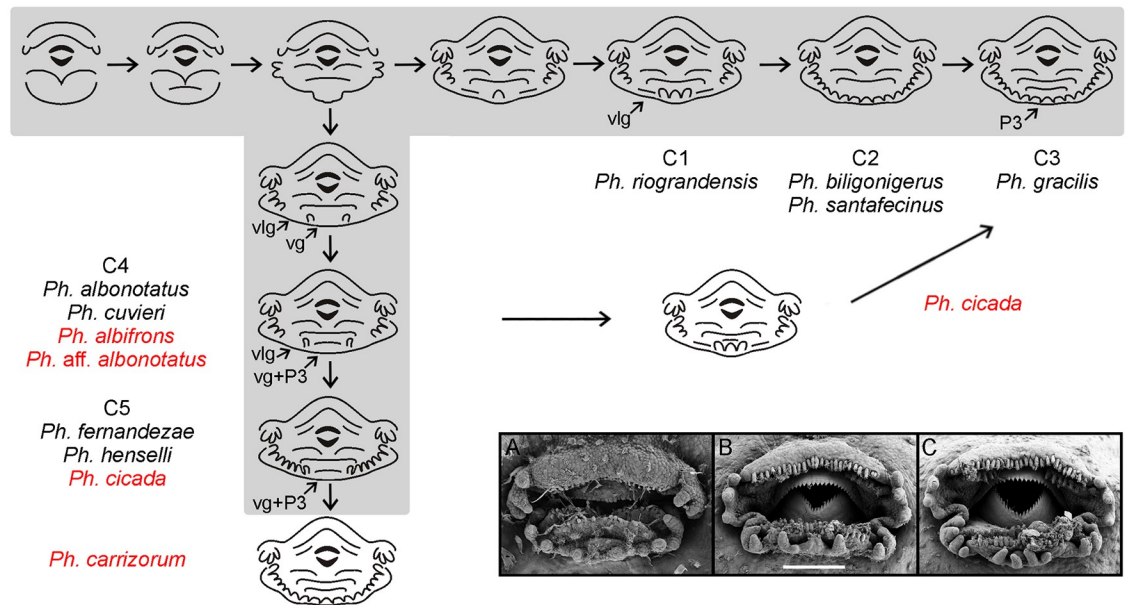 vlg
P3
C1
Ph. riograndensis
C2
Ph. biligonigerus
Ph. santafecinus
C3
Ph. gracilis
vlg
vg
C4
Ph. albonotatus
Ph. cuvieri
Ph. albifrons
Ph. aff. albonotatus
vlg
vg+P3
Ph. cicada
C5
Ph. fernandezae
Ph. henselli
Ph. cicada
vg+P3
Ph. carrizorum
A
B
C